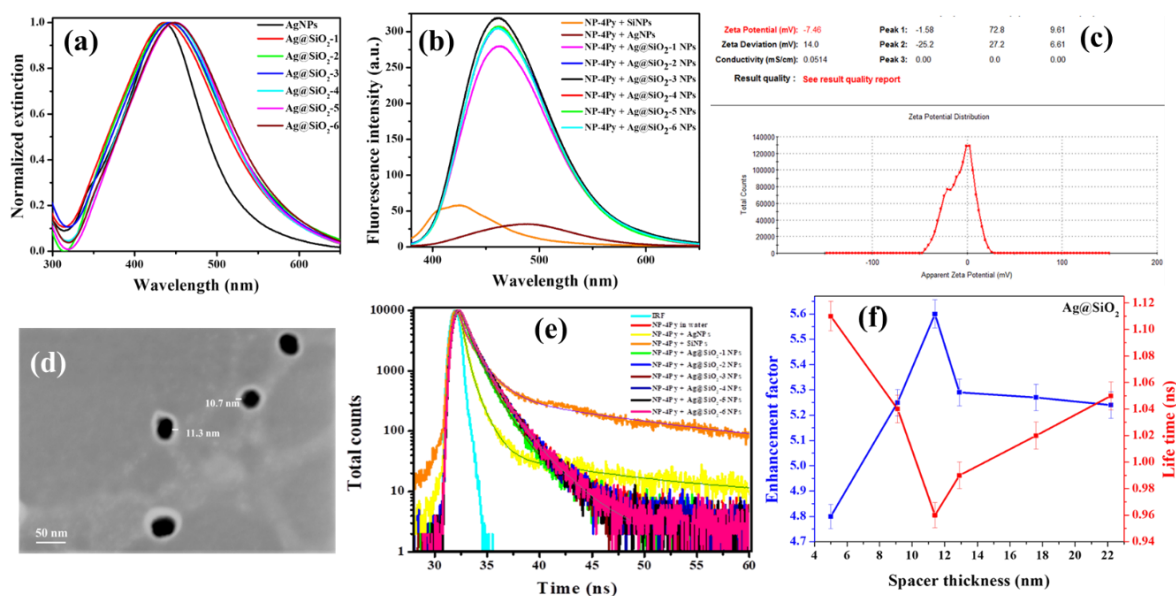 (a)
AgNPs
Ag@SiO₂-1
Ag@SiO₂-2
Ag@SiO₂-3
Ag@SiO₂-4
Ag@SiO₂-5
Ag@SiO₂-6
Normalized extinction
1.0
0.8
0.6
0.4
0.2
0.0
300 350 400 450 500 550 600
Wavelength (nm)
(b)
NP-4Py + SiNPs
NP-4Py + AgNPs
NP-4Py + Ag@SiO₂-1 NPs
NP-4Py + Ag@SiO₂-2 NPs
NP-4Py + Ag@SiO₂-3 NPs
NP-4Py + Ag@SiO₂-4 NPs
NP-4Py + Ag@SiO₂-5 NPs
NP-4Py + Ag@SiO₂-6 NPs
Fluorescence intensity (a.u.)
300
250
200
150
100
50
0
400 450 500 550 600 650
Wavelength (nm)
(c)
Zeta Potential (mV): -7.46 Peak 1: -1.58 72.8 9.61
Zeta Deviation (mV): 14.0 Peak 2: -25.2 27.2 6.61
Conductivity (mS/cm): 0.0514 Peak 3: 0.00 0.0 0.00
Result quality : See result quality report
Zeta Potential Distribution
Total Counts
140000
120000
100000
80000
60000
40000
20000
0
-100 0 100 200
Apparent Zeta Potential (mV)
(d)
10.7 nm
11.3 nm
50 nm
(e)
IRF
NP-4Py in water
NP-4Py + AgNPs
NP-4Py + SiNPs
NP-4Py + Ag@SiO₂-1 NPs
NP-4Py + Ag@SiO₂-2 NPs
NP-4Py + Ag@SiO₂-3 NPs
NP-4Py + Ag@SiO₂-4 NPs
NP-4Py + Ag@SiO₂-5 NPs
NP-4Py + Ag@SiO₂-6 NPs
Total counts
10000
1000
100
10
1
30 35 40 45 50 55 60
Time (ns)
(f)
Ag@SiO₂
Enhancement factor
5.6
5.5
5.4
5.3
5.2
5.1
5.0
4.9
4.8
4.7
4 6 8 10 12 14 16 18 20 22
Spacer thickness (nm)
1.12
1.10
1.08
1.06
1.04
1.02
1.00
0.98
0.96
0.94
Life time (ns)